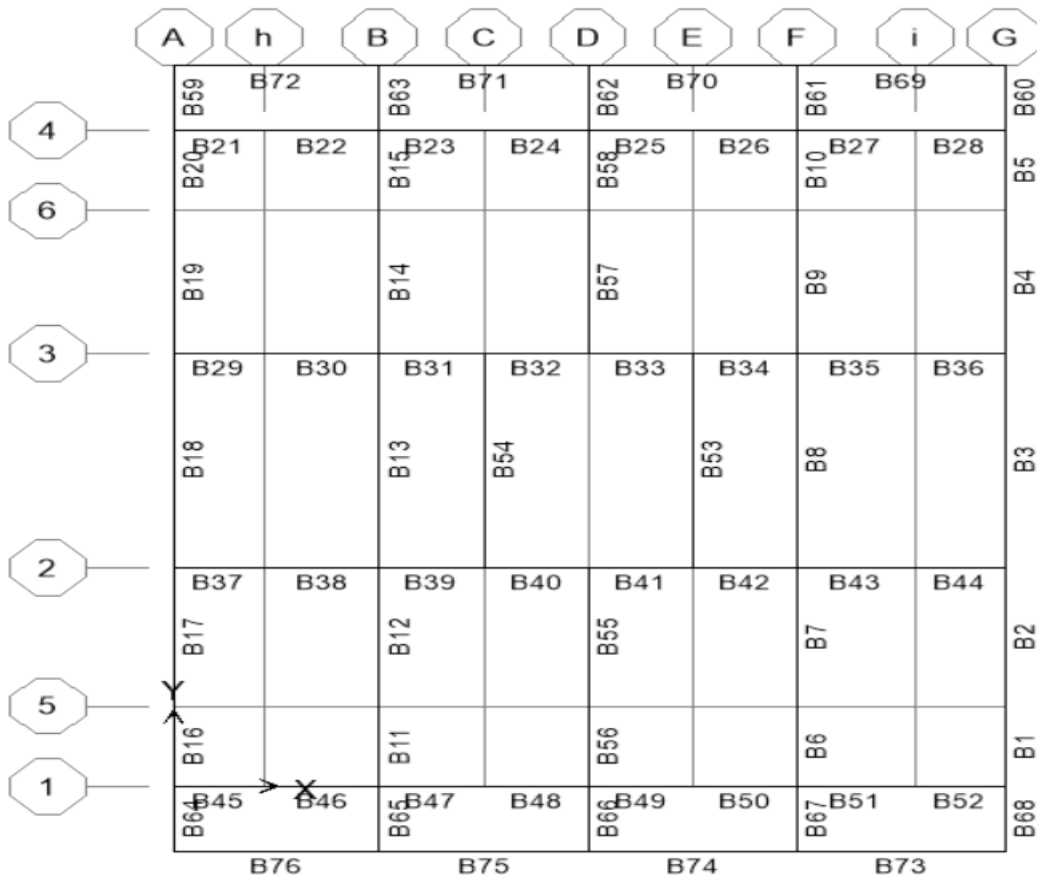 A h B C D E F i G
B59 B72 B63 B71 B62 B70 B61 B69 B60
4
B20 B21 B22 B15 B23 B24 B58 B25 B26 B10 B27 B28 B5
6
B19 B14 B57 B9 B4
3
B29 B30 B31 B32 B33 B34 B35 B36
B18 B13 B54 B53 B8 B3
2
B37 B38 B39 B40 B41 B42 B43 B44
B17 B12 B55 B7 B2
Y
5
B16 B11 B56 B6 B1
1
X
B64 B45 B46 B65 B47 B48 B66 B49 B50 B67 B51 B52 B68
B76 B75 B74 B73